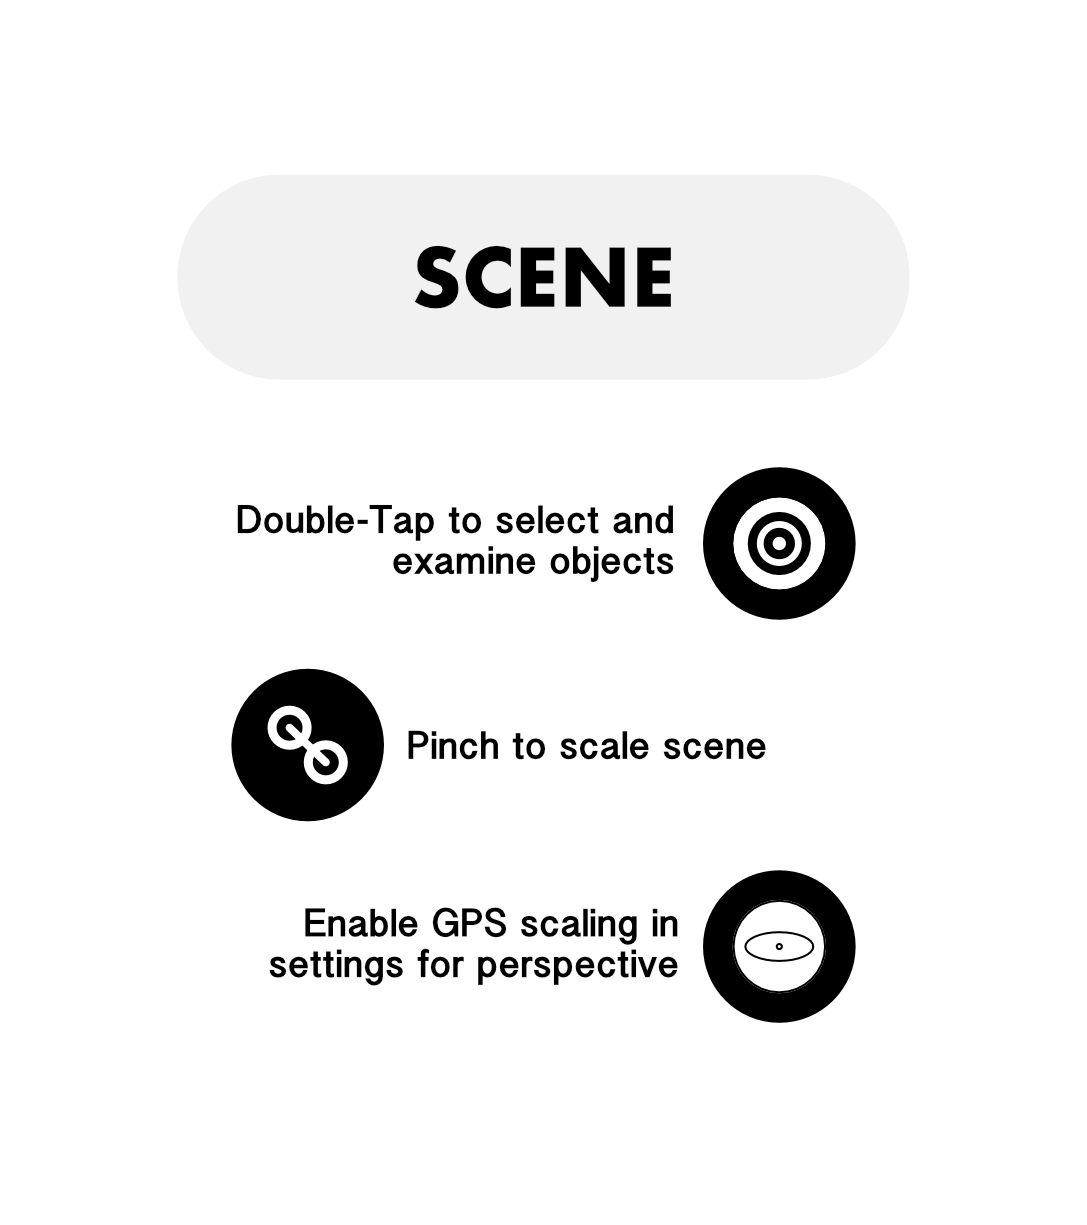 SCENE
Double-Tap to select and
examine objects
Pinch to scale scene
Enable GPS scaling in
settings for perspective